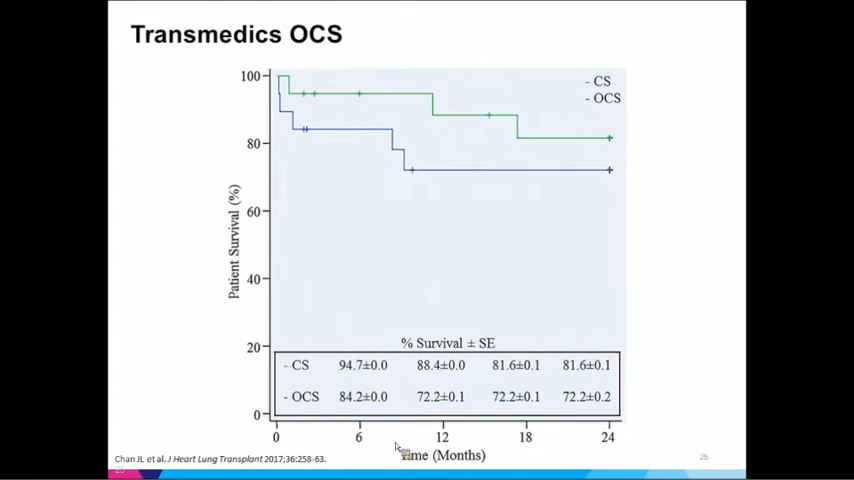 Transmedics OCS
100
80
60
40
20
0
Patient Survival (%)
- CS
- OCS
% Survival ± SE
- CS 94.7±0.0 88.4±0.0 81.6±0.1 81.6±0.1
- OCS 84.2±0.0 72.2±0.1 72.2±0.1 72.2±0.2
0 6 12 18 24
(Months)
Chan JL et al. J Heart Lung Transplant 2017;36:258-63.
25
25